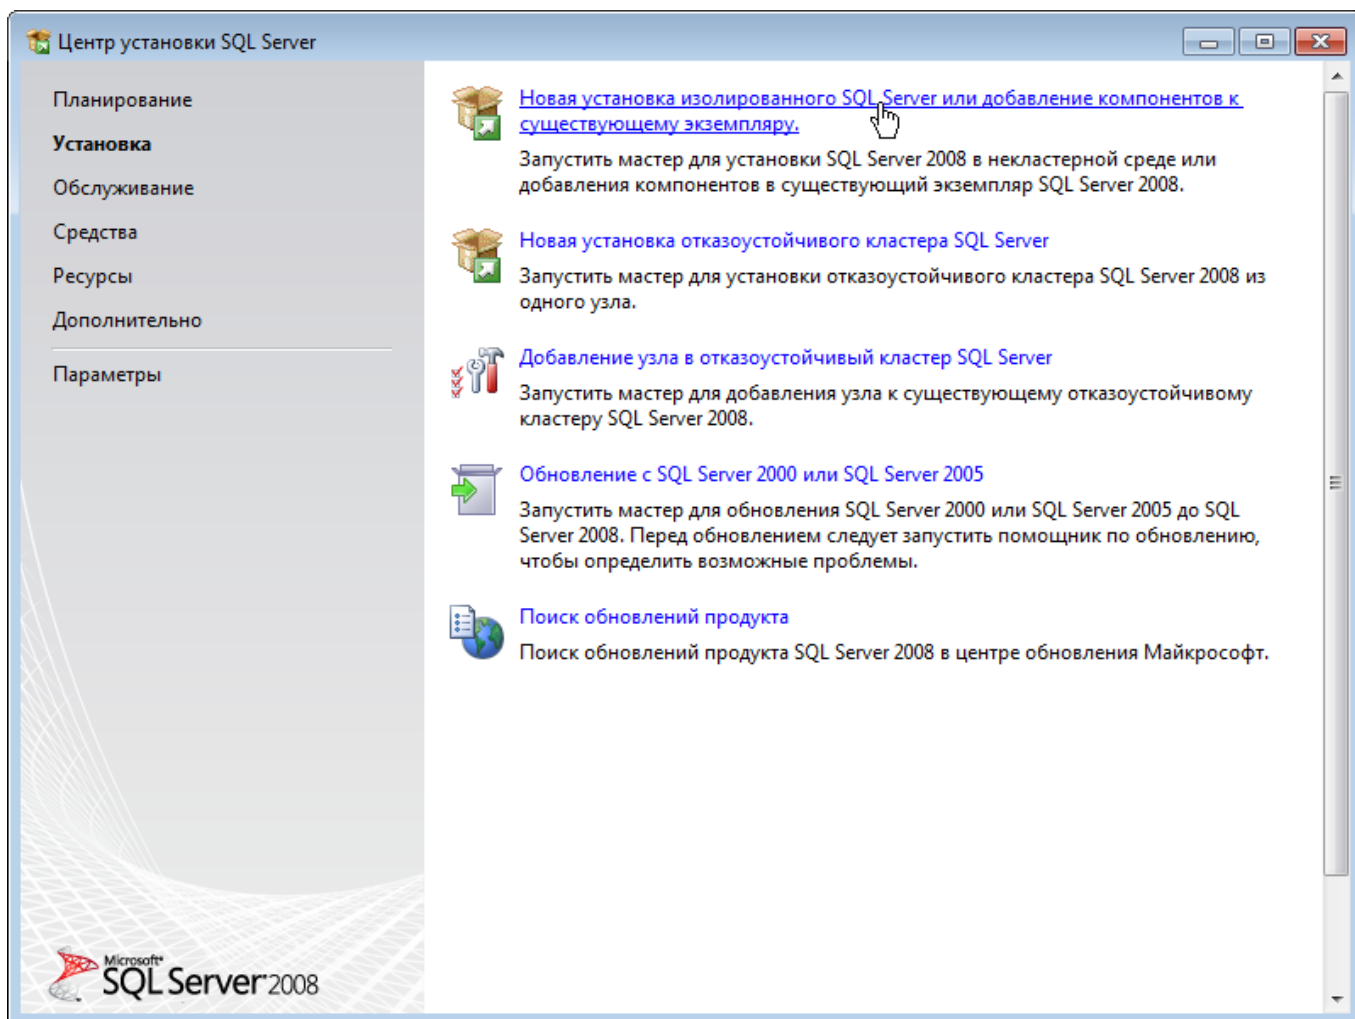 Центр установки SQL Server
Планирование
Установка
Обслуживание
Средства
Ресурсы
Дополнительно
Параметры
Новая установка изолированного SQL Server или добавление компонентов к
существующему экземпляру.
Запустить мастер для установки SQL Server 2008 в некластерной среде или
добавления компонентов в существующий экземпляр SQL Server 2008.
Новая установка отказоустойчивого кластера SQL Server
Запустить мастер для установки отказоустойчивого кластера SQL Server 2008 из
одного узла.
Добавление узла в отказоустойчивый кластер SQL Server
Запустить мастер для добавления узла к существующему отказоустойчивому
кластеру SQL Server 2008.
Обновление с SQL Server 2000 или SQL Server 2005
Запустить мастер для обновления SQL Server 2000 или SQL Server 2005 до SQL
Server 2008. Перед обновлением следует запустить помощник по обновлению,
чтобы определить возможные проблемы.
Поиск обновлений продукта
Поиск обновлений продукта SQL Server 2008 в центре обновления Майкрософт.
Microsoft
SQL Server 2008